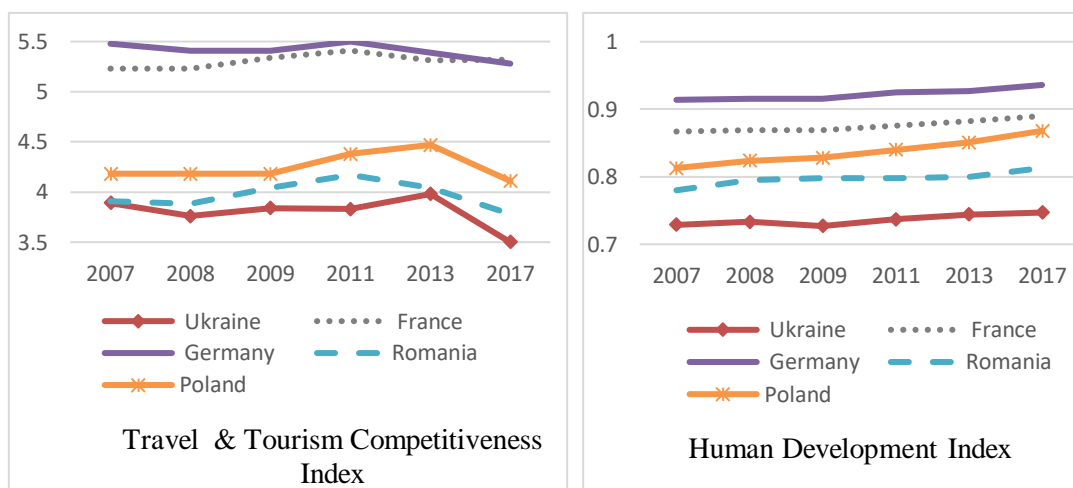 5.5
5
4.5
4
3.5
2007 2008 2009 2011 2013 2017
Ukraine France
Germany Romania
Poland
Travel & Tourism Competitiveness
Index
1
0.9
0.8
0.7
2007 2008 2009 2011 2013 2017
Ukraine France
Germany Romania
Poland
Human Development Index